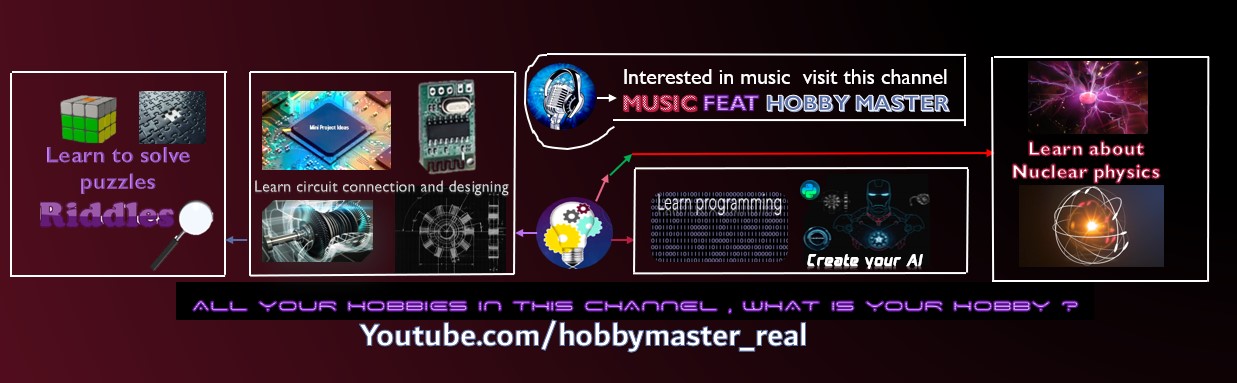 Learn to solve
puzzles
Riddles
Mini Project Ideas
Learn circuit connection and designing
Interested in music visit this channel
MUSIC FEAT HOBBY MASTER
Learn programming
Create your AI
Learn about
Nuclear physics
ALL YOUR HOBBIES IN THIS CHANNEL , WHAT IS YOUR HOBBY ?
Youtube.com/hobbymaster_real